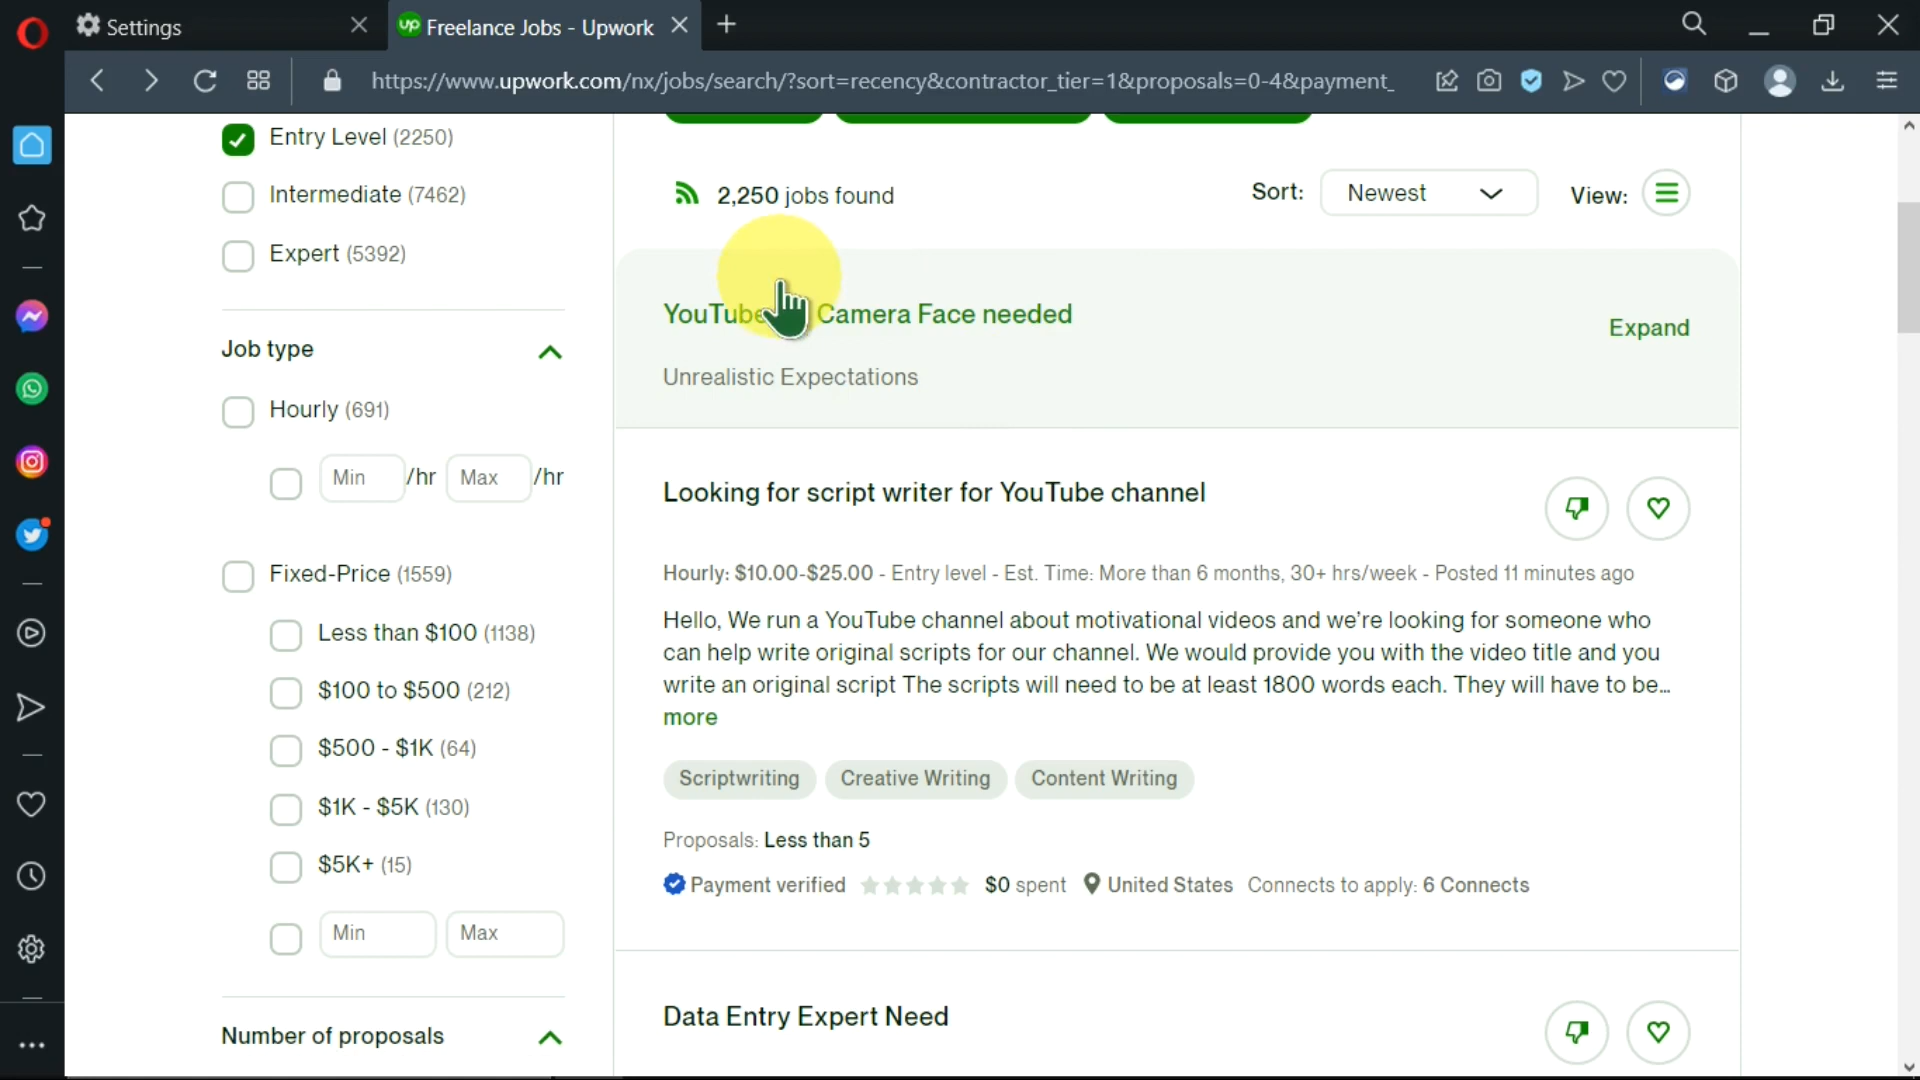 Settings
up Freelance Jobs - Upwork
https://www.upwork.com/nx/jobs/search/?sort=recency&contractor_tier=1&proposals=0-4&payment_
Entry Level (2250)
Intermediate (7462)
Expert (5392)
Job type
Hourly (691)
Min /hr Max /hr
Fixed-Price (1559)
Less than $100 (1138)
$100 to $500 (212)
$500 - $1K (64)
$1K - $5K (130)
$5K+ (15)
Min Max
Number of proposals
2,250 jobs found
Sort: Newest View:
YouTube Camera Face needed
Expand
Unrealistic Expectations
Looking for script writer for YouTube channel
Hourly: $10.00-$25.00 - Entry level - Est. Time: More than 6 months, 30+ hrs/week - Posted 11 minutes ago
Hello, We run a YouTube channel about motivational videos and we're looking for someone who
can help write original scripts for our channel. We would provide you with the video title and you
write an original script The scripts will need to be at least 1800 words each. They will have to be...
more
Scriptwriting Creative Writing Content Writing
Proposals: Less than 5
Payment verified $0 spent United States Connects to apply: 6 Connects
Data Entry Expert Need